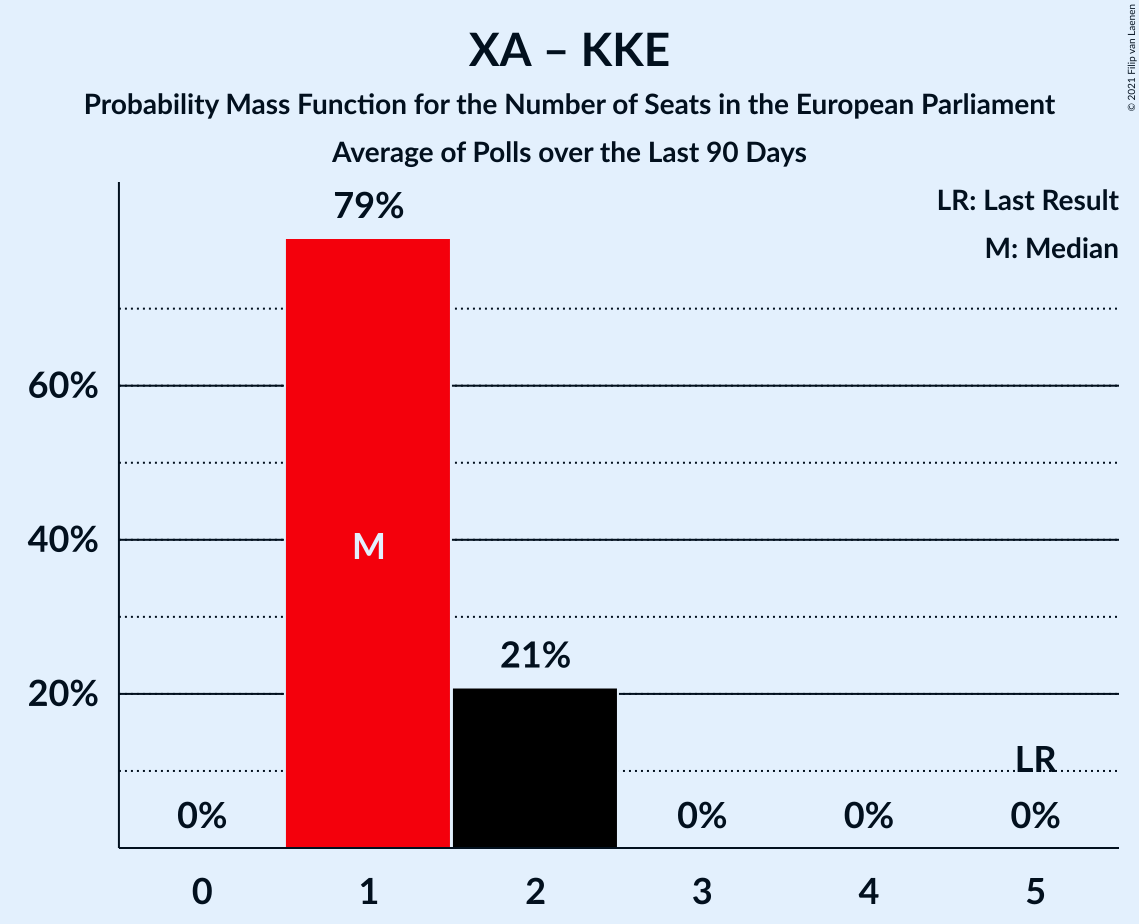 XA – KKE
Probability Mass Function for the Number of Seats in the European Parliament
Average of Polls over the Last 90 Days
© 2021 Filip van Laenen
LR: Last Result
M: Median
79%
60%
40%
20%
M
21%
LR
0%
0%
0%
0%
0 1 2 3 4 5